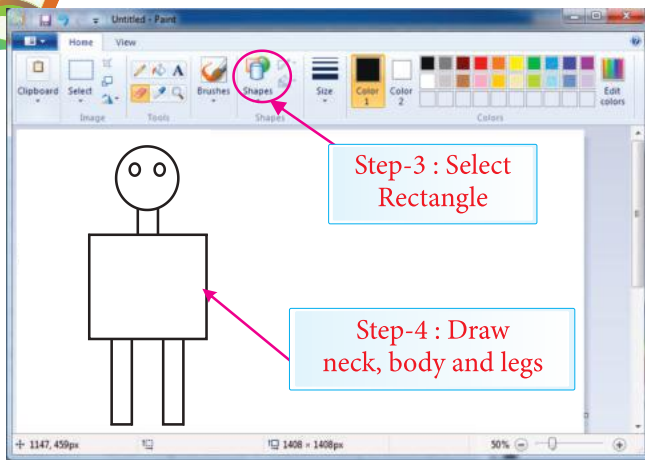 Untitled - Paint
Home View
Clipboard Select Brushes Shapes Size Color 1 Color 2 Edit colors
A
Image Tools Shapes Colors
Step-3 : Select
Rectangle
Step-4 : Draw
neck, body and legs
1147, 459px 1408 × 1408px 50%